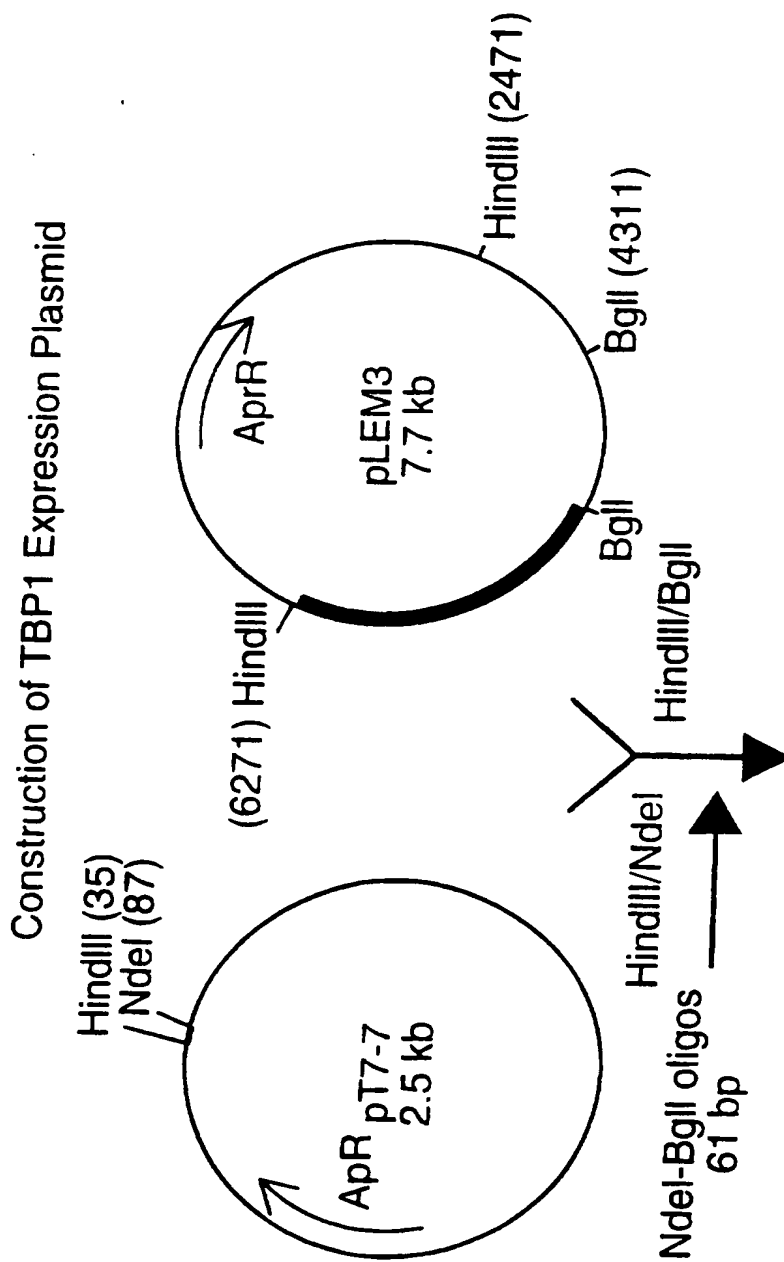 Construction of TBP1 Expression Plasmid
HindIII (35)
NdeI (87)
ApR
pT7-7
2.5 kb
(6271) HindIII
AprR
pLEM3
7.7 kb
HindIII (2471)
BglI (4311)
BglI
HindIII/NdeI
HindIII/BglI
NdeI-BglI oligos
61 bp